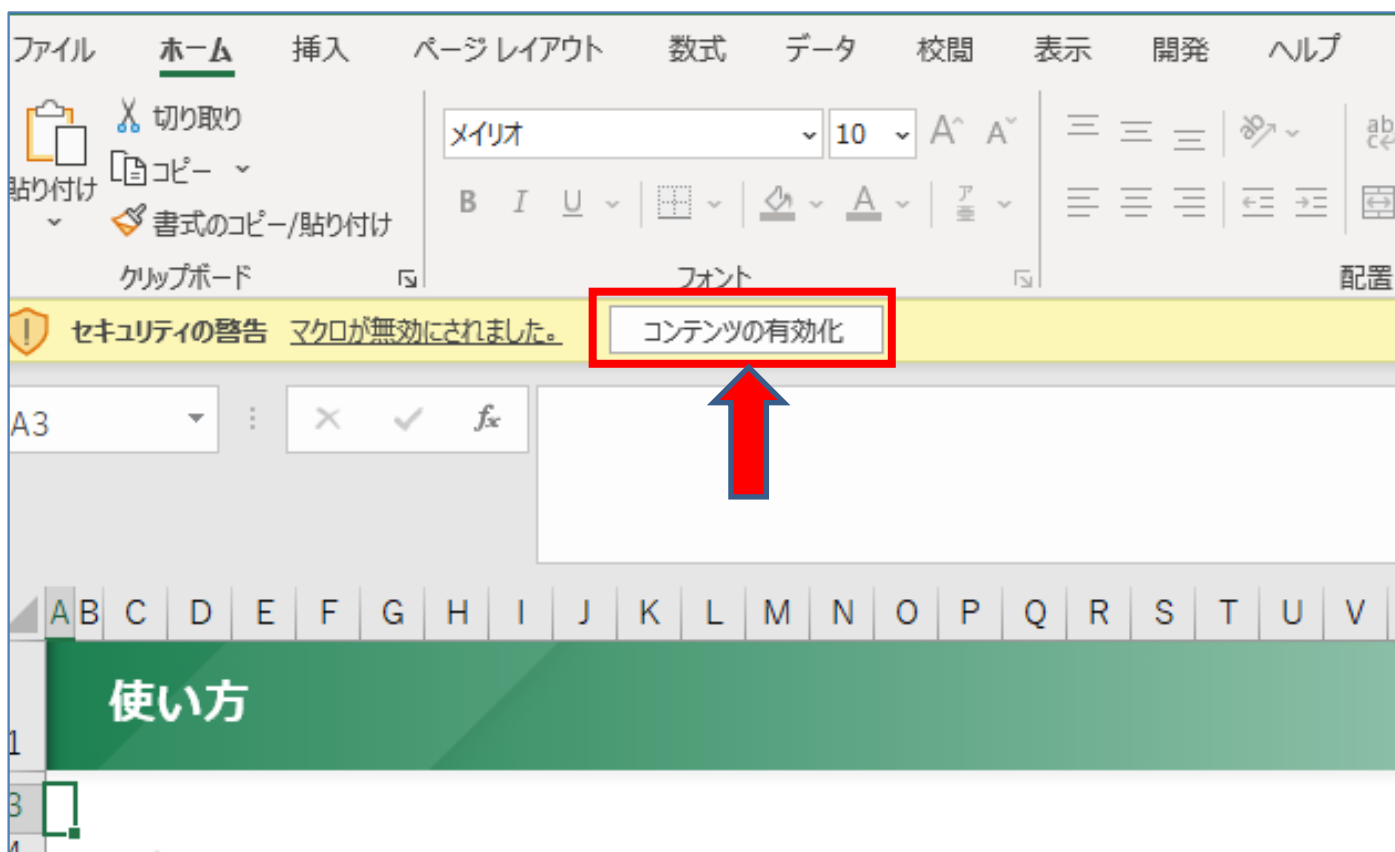 ファイル ホーム 挿入 ページ レイアウト 数式 データ 校閲 表示 開発 ヘルプ
切り取り
メイリオ 10 A A ab
コピー
貼り付け
B I U A ア亜
書式のコピー/貼り付け
クリップボード フォント 配置
セキュリティの警告 マクロが無効にされました。 コンテンツの有効化
A3 fx
A B C D E F G H I J K L M N O P Q R S T U V
使い方
1
3
4